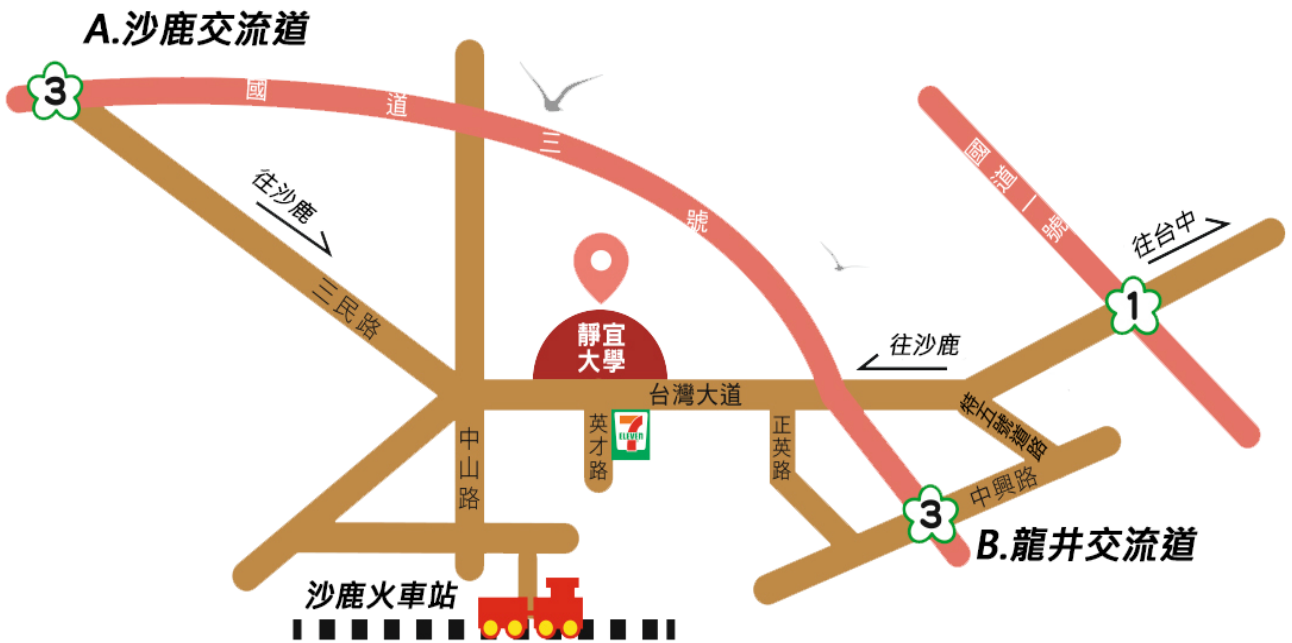 A.沙鹿交流道
3
國道三號
國道一號
往沙鹿
往台中
三民路
1
靜宜
大學
往沙鹿
台灣大道
特五號道路
英才路
7
ELEVEN
正英路
中山路
中興路
3
B.龍井交流道
沙鹿火車站